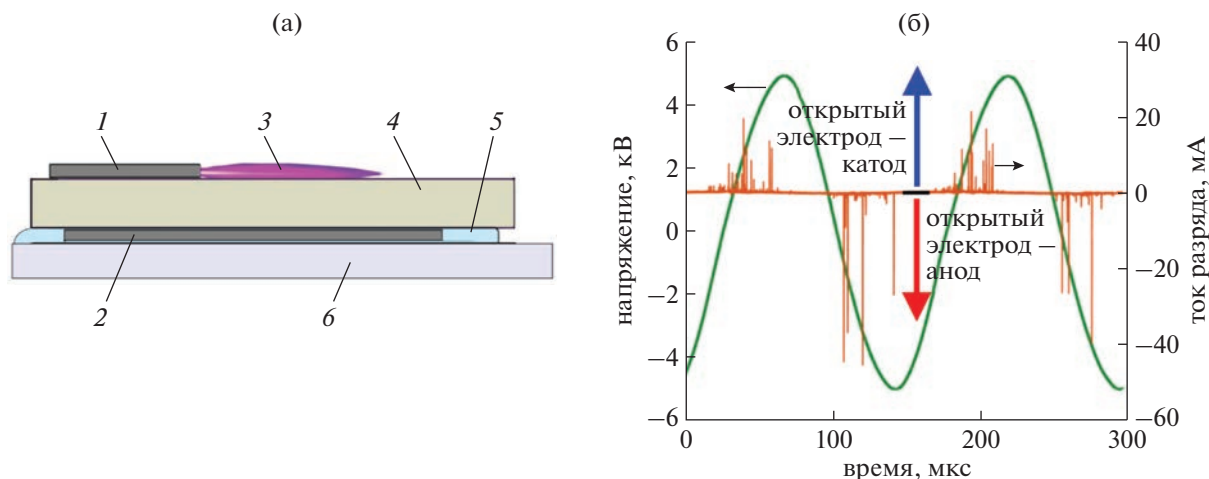 (а)
1
3
4
5
2
6
(б)
6
4
2
0
−2
−4
−6
напряжение, кВ
40
20
0
−20
−40
−60
ток разряда, мА
открытый
электрод –
катод
открытый
электрод –
анод
0
100
200
300
время, мкс